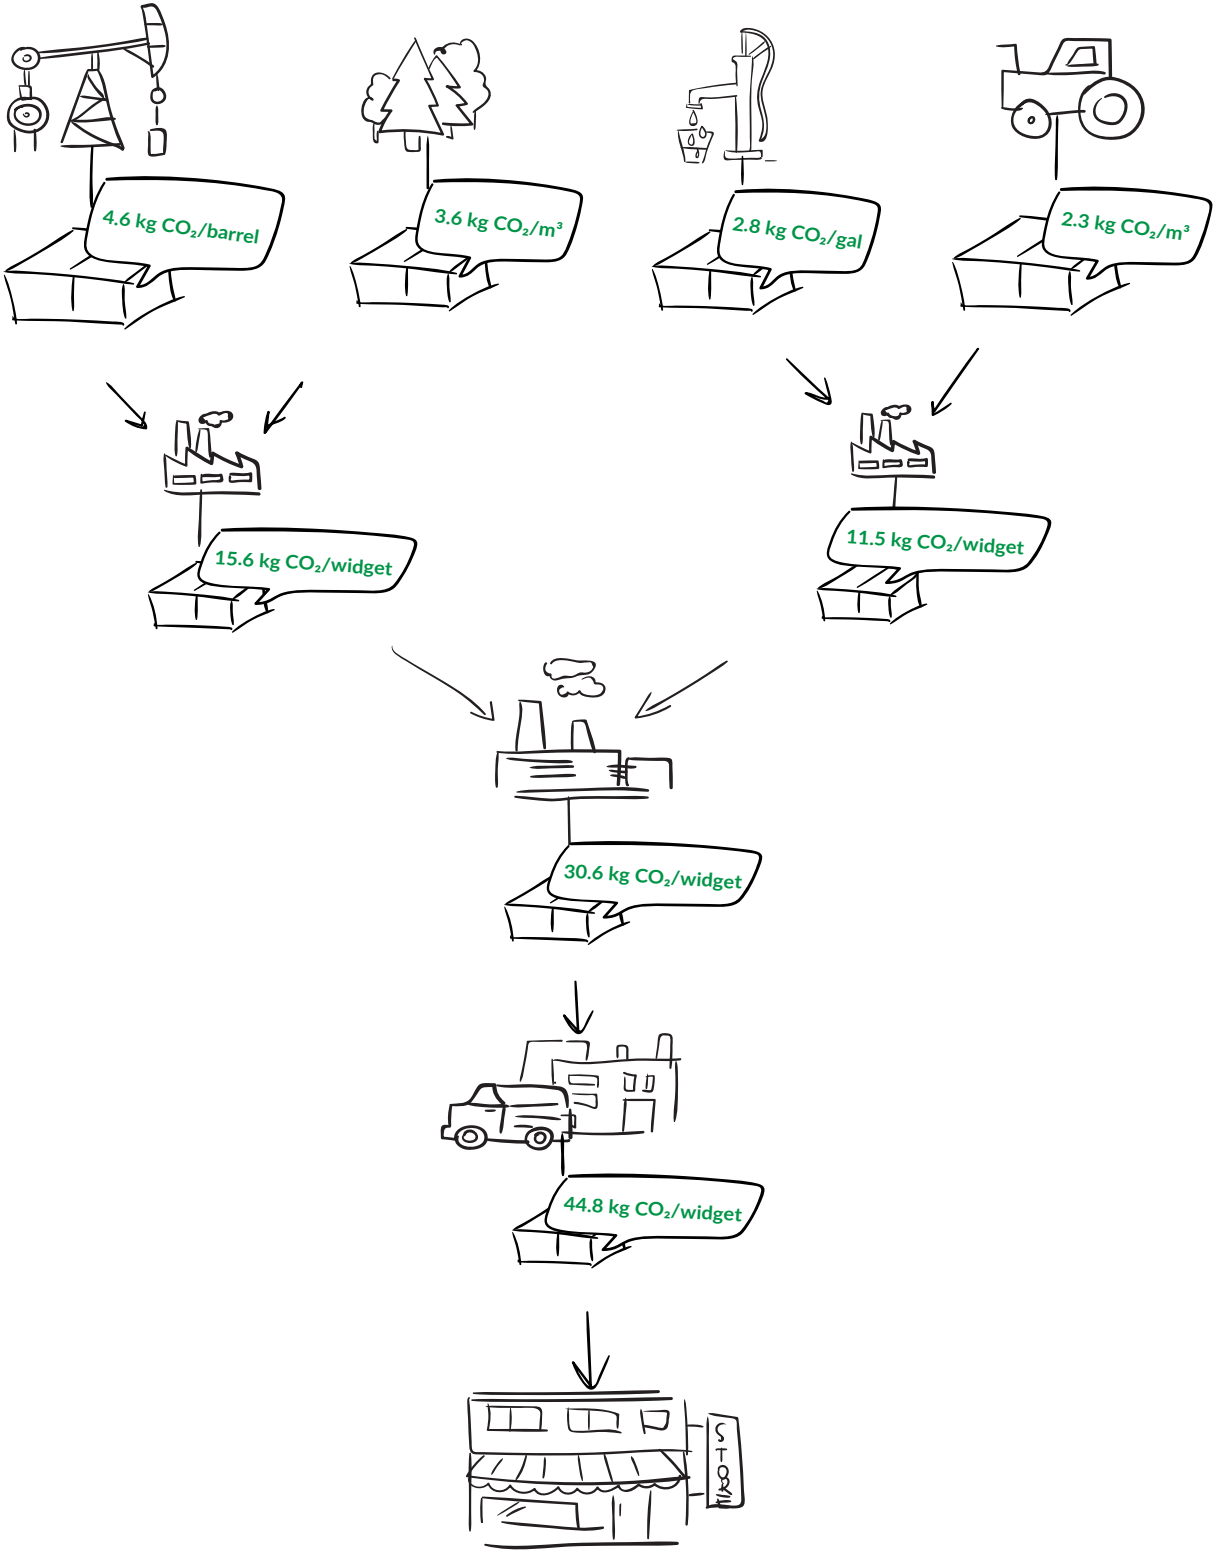 4.6 kg CO₂/barrel
3.6 kg CO₂/m³
2.8 kg CO₂/gal
2.3 kg CO₂/m³
15.6 kg CO₂/widget
11.5 kg CO₂/widget
30.6 kg CO₂/widget
44.8 kg CO₂/widget
STORE